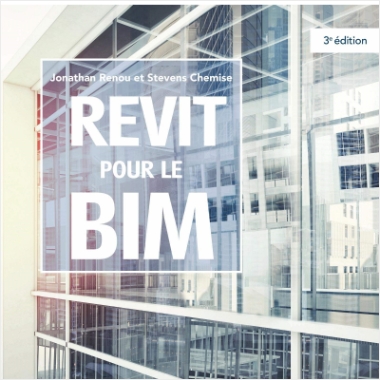 3e édition
Jonathan Renou et Stevens Chemise
REVIT
POUR LE
BIM